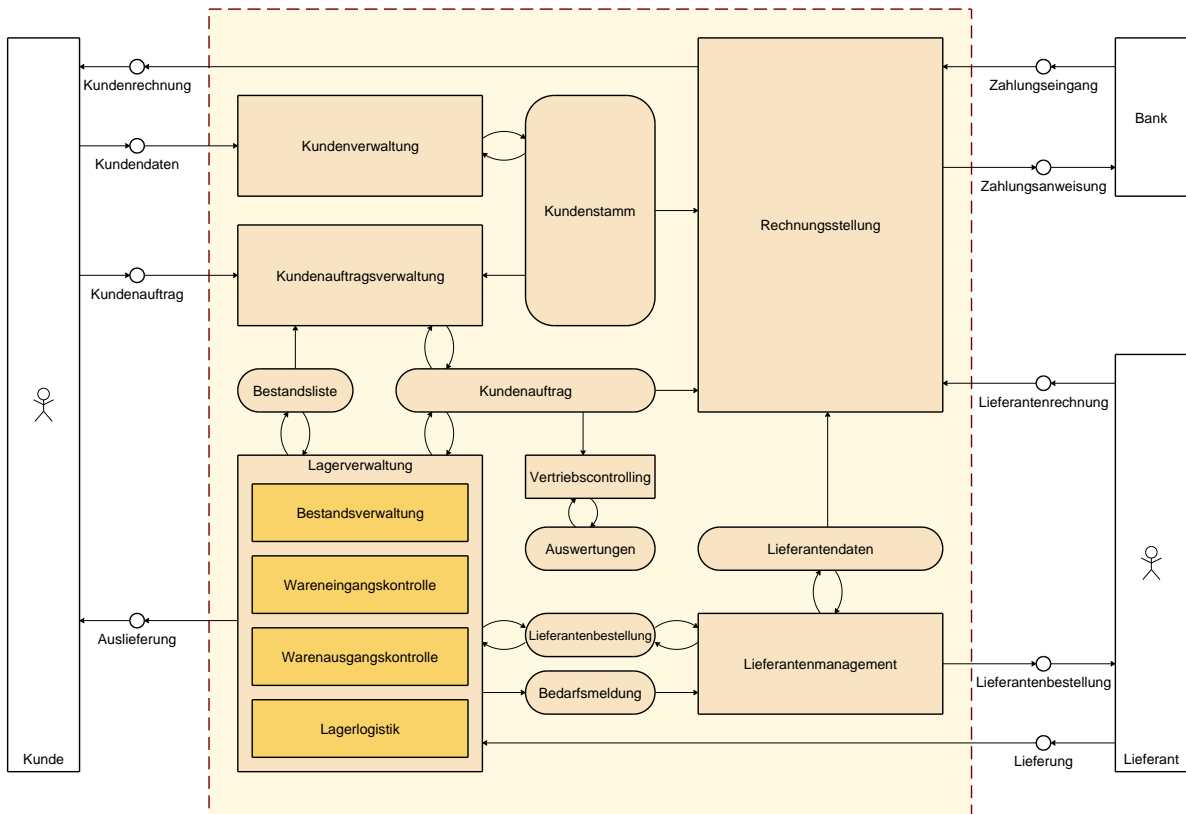 Kundenrechnung
Zahlungseingang
Bank
Kundenverwaltung
Kundendaten
Zahlungsanweisung
Kundenstamm
Rechnungsstellung
Kundenauftragsverwaltung
Kundenauftrag
Bestandsliste
Kundenauftrag
Lieferantenrechnung
Lagerverwaltung
Vertriebscontrolling
Bestandsverwaltung
Auswertungen
Lieferantendaten
Wareneingangskontrolle
Auslieferung
Warenausgangskontrolle
Lieferantenbestellung
Lieferantenmanagement
Lieferantenbestellung
Bedarfsmeldung
Lagerlogistik
Kunde
Lieferung
Lieferant